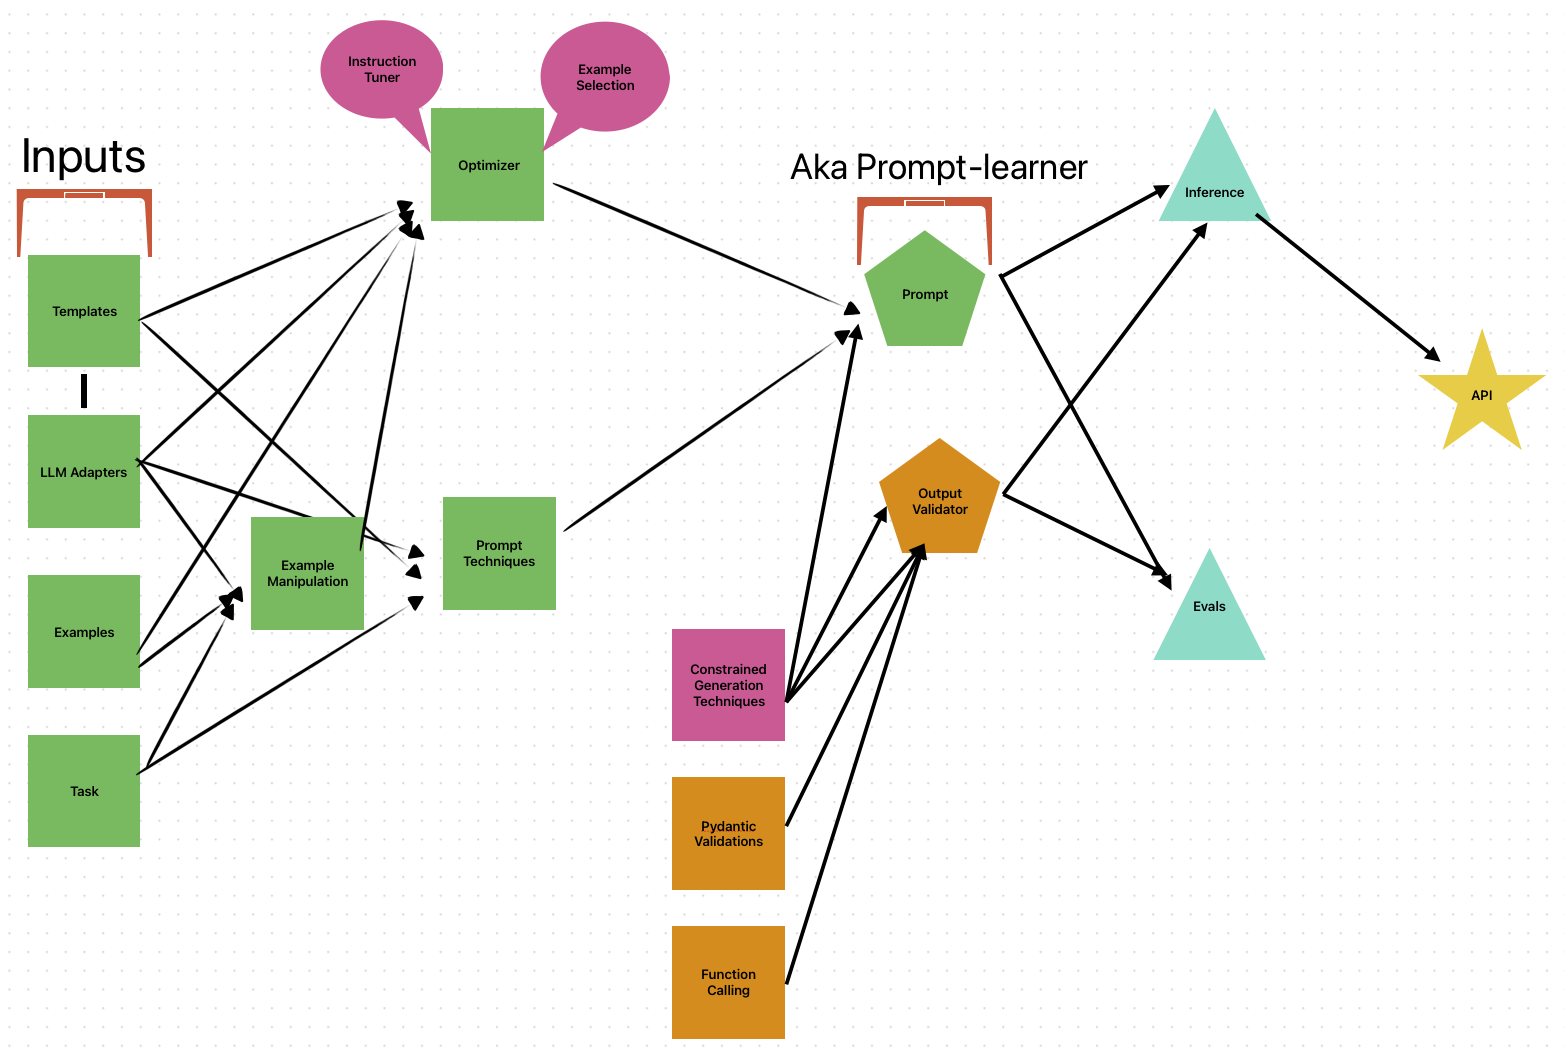 Instruction
Tuner
Example
Selection
Optimizer
Inputs
Aka Prompt-learner
Inference
Templates
Prompt
API
LLM Adapters
Output
Validator
Prompt
Techniques
Example
Manipulation
Examples
Evals
Constrained
Generation
Techniques
Task
Pydantic
Validations
Function
Calling